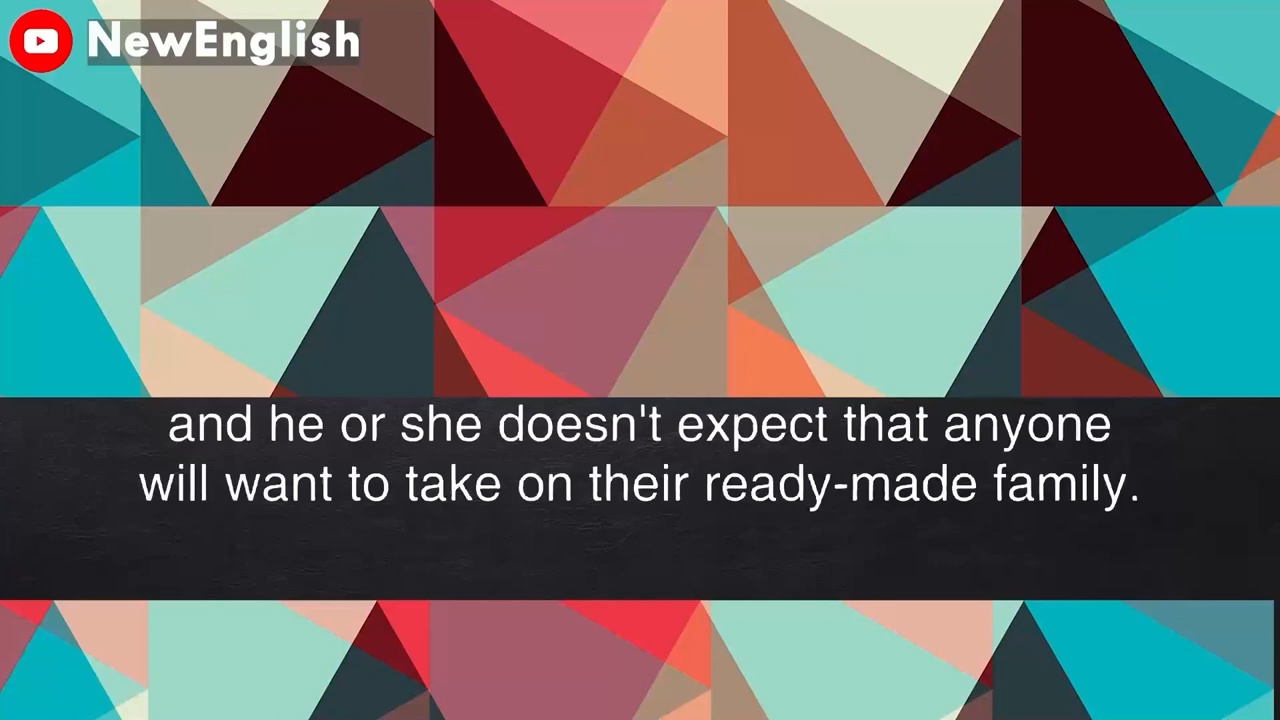 NewEnglish
and he or she doesn't expect that anyone
will want to take on their ready-made family.